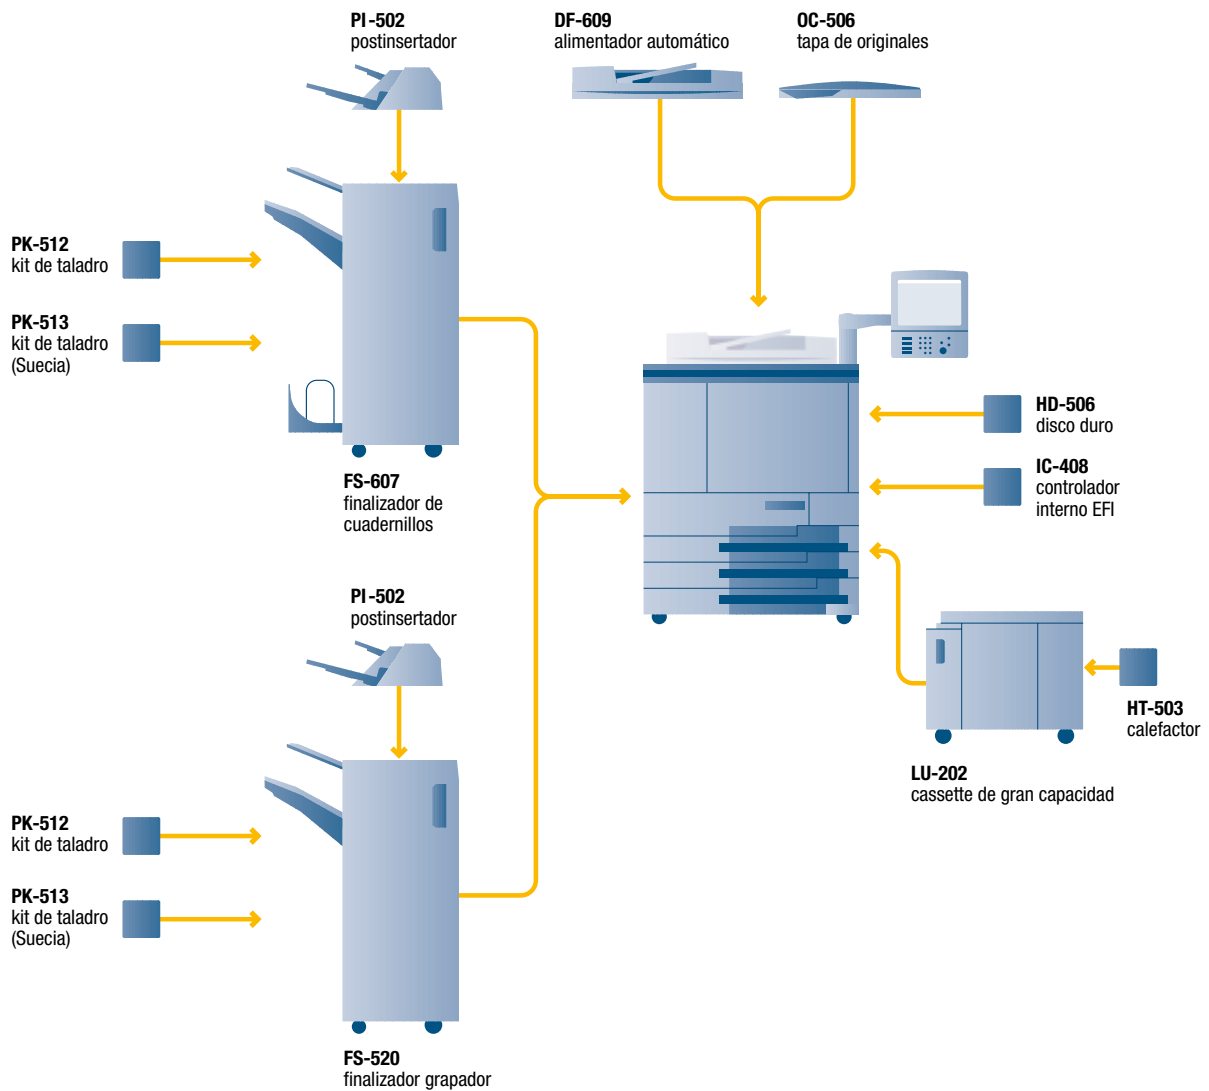 PI-502
postinsertador
DF-609
alimentador automático
OC-506
tapa de originales
PK-512
kit de taladro
PK-513
kit de taladro
(Suecia)
FS-607
finalizador de
cuadernillos
HD-506
disco duro
IC-408
controlador
interno EFI
PI-502
postinsertador
HT-503
calefactor
LU-202
cassette de gran capacidad
PK-512
kit de taladro
PK-513
kit de taladro
(Suecia)
FS-520
finalizador grapador